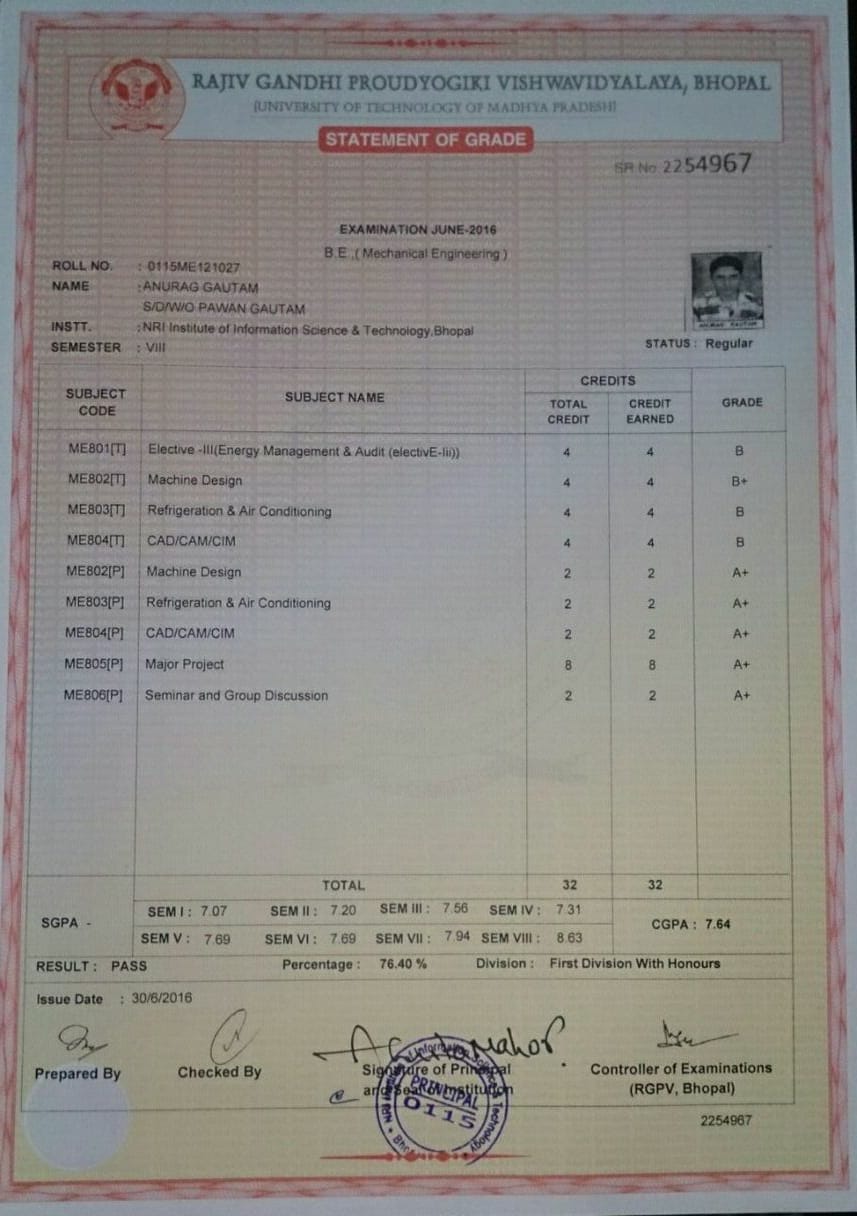 RAJIV GANDHI PROUDYOGIKI VISHWAVIDYALAYA, BHOPAL
(UNIVERSITY OF TECHNOLOGY OF MADHYA PRADESH)
STATEMENT OF GRADE
SR No. 2254967
EXAMINATION JUNE-2016
B.E.,( Mechanical Engineering )
ROLL NO. : 0115ME121027
NAME :ANURAG GAUTAM
S/D/W/O PAWAN GAUTAM
ANURAG GAUTAM
INSTT. :NRI Institute of Information Science & Technology,Bhopal
SEMESTER : VIII
STATUS : Regular
SUBJECT CODE SUBJECT NAME CREDITS GRADE
TOTAL CREDIT CREDIT EARNED
ME801[T] Elective -III(Energy Management & Audit (electivE-Iii)) 4 4 B
ME802[T] Machine Design 4 4 B+
ME803[T] Refrigeration & Air Conditioning 4 4 B
ME804[T] CAD/CAM/CIM 4 4 B
ME802[P] Machine Design 2 2 A+
ME803[P] Refrigeration & Air Conditioning 2 2 A+
ME804[P] CAD/CAM/CIM 2 2 A+
ME805[P] Major Project 8 8 A+
ME806[P] Seminar and Group Discussion 2 2 A+
TOTAL 32 32
SGPA -
SEM I : 7.07 SEM II : 7.20 SEM III : 7.56 SEM IV : 7.31
SEM V : 7.69 SEM VI : 7.69 SEM VII : 7.94 SEM VIII : 8.63
CGPA : 7.64
RESULT : PASS Percentage : 76.40 % Division : First Division With Honours
Issue Date : 30/6/2016
Prepared By
Checked By
Signature of Principal
and Seal of Institution
PRINCIPAL
0115
Controller of Examinations
(RGPV, Bhopal)
2254967